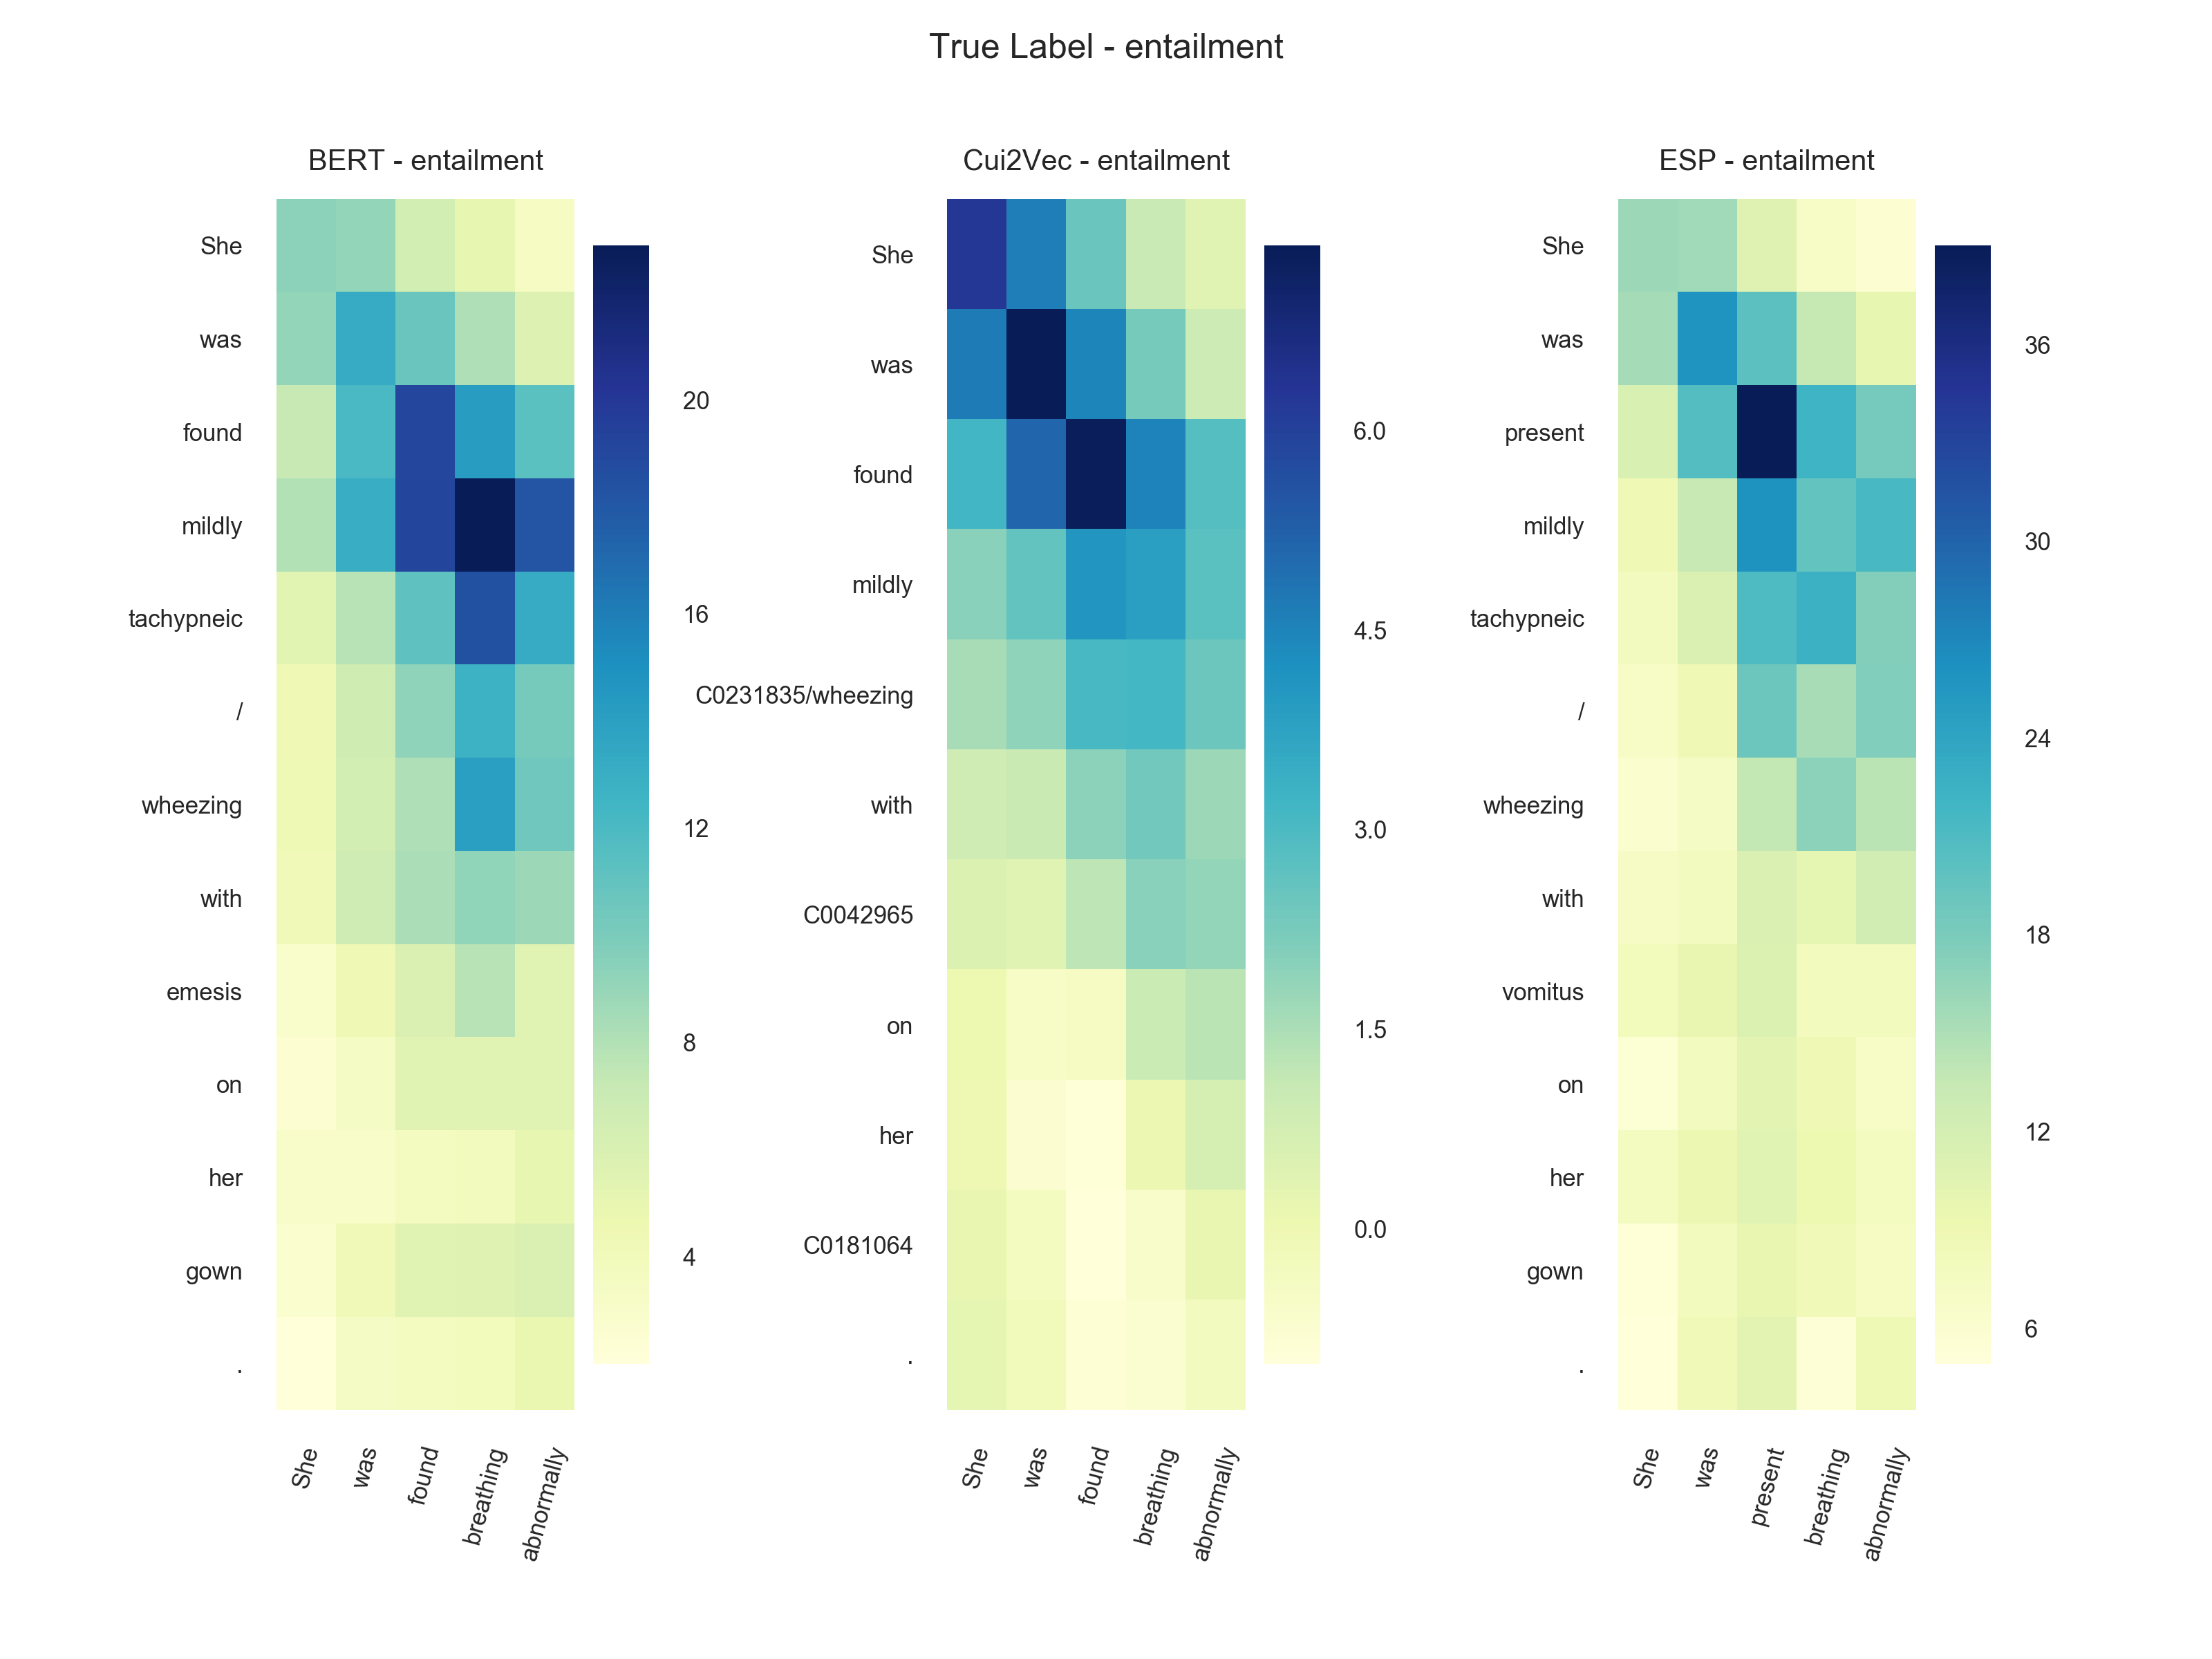 True Label - entailment
BERT - entailment
She
was
found
mildly
tachypneic
/
wheezing
with
emesis
on
her
gown
.
She
was
found
breathing
abnormally
20
16
12
8
4
Cui2Vec - entailment
She
was
found
mildly
C0231835/wheezing
with
C0042965
on
her
C0181064
.
She
was
found
breathing
abnormally
6.0
4.5
3.0
1.5
0.0
ESP - entailment
She
was
present
mildly
tachypneic
/
wheezing
with
vomitus
on
her
gown
.
She
was
present
breathing
abnormally
36
30
24
18
12
6